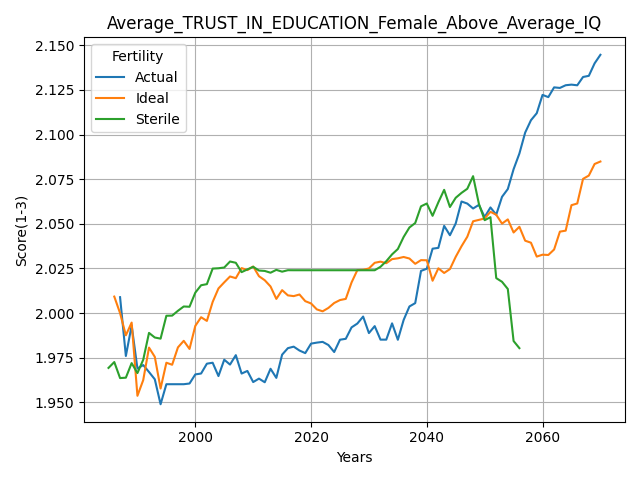 Average_TRUST_IN_EDUCATION_Female_Above_Average_IQ
Fertility
Actual
Ideal
Sterile
Score(1-3)
2.150
2.125
2.100
2.075
2.050
2.025
2.000
1.975
1.950
2000
2020
2040
2060
Years